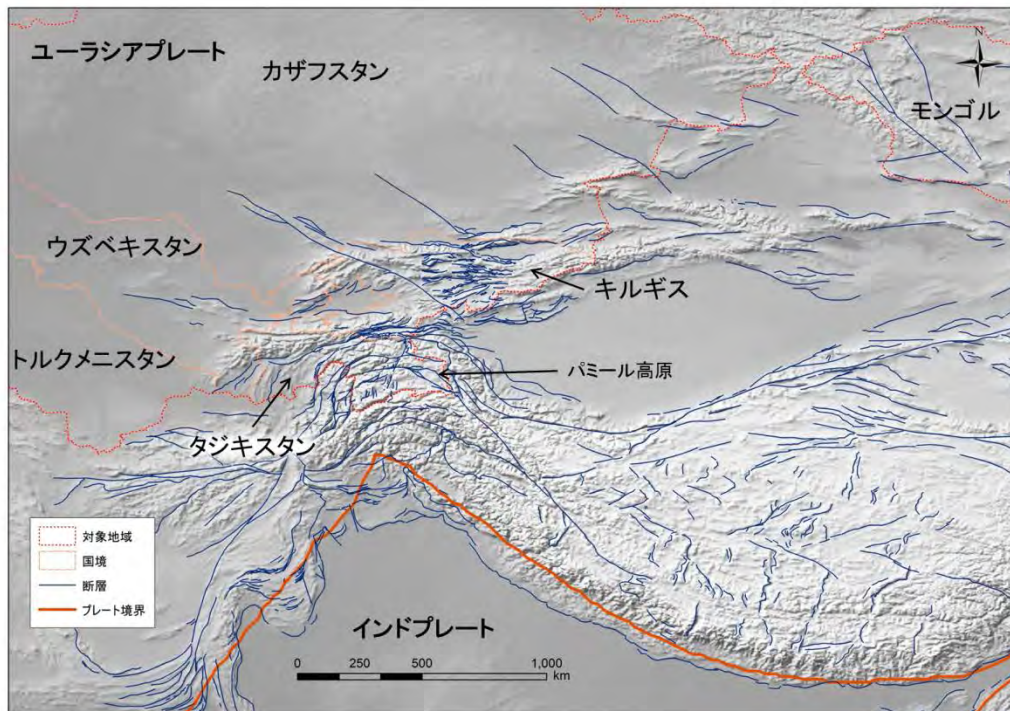 ユーラシアプレート
カザフスタン
N
モンゴル
ウズベキスタン
キルギス
トルクメニスタン
パミール高原
タジキスタン
対象地域
国境
断層
プレート境界
インドプレート
0 250 500 1,000
km